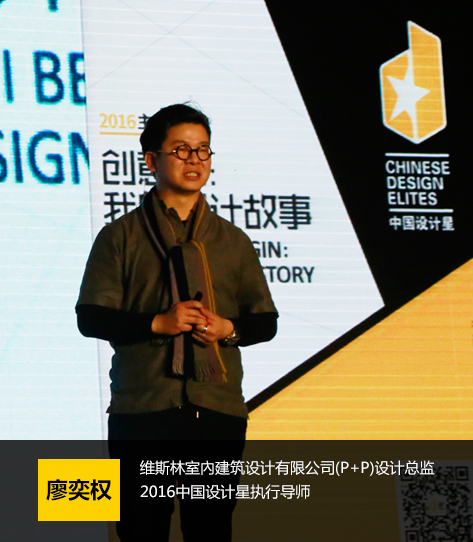 I BE
SIGN
2016
创意
我 计故事
GIN:
STORY
CHINESE
DESIGN
ELITES
中国设计星
廖奕权
维斯林室内建筑设计有限公司(P+P)设计总监
2016中国设计星执行导师